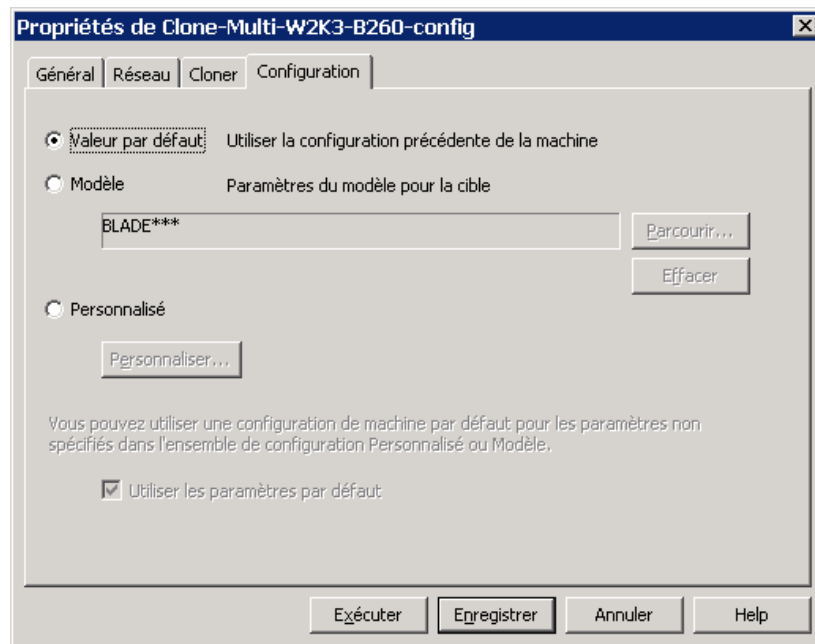 Propriétés de Clone-Multi-W2K3-B260-config
Général Réseau Cloner Configuration
Valeur par défaut Utiliser la configuration précédente de la machine
Modèle Paramètres du modèle pour la cible
BLADE*** Parcourir...
Effacer
Personnalisé
Personnaliser...
Vous pouvez utiliser une configuration de machine par défaut pour les paramètres non
spécifiés dans l'ensemble de configuration Personnalisé ou Modèle.
Utiliser les paramètres par défaut
Exécuter Enregistrer Annuler Help